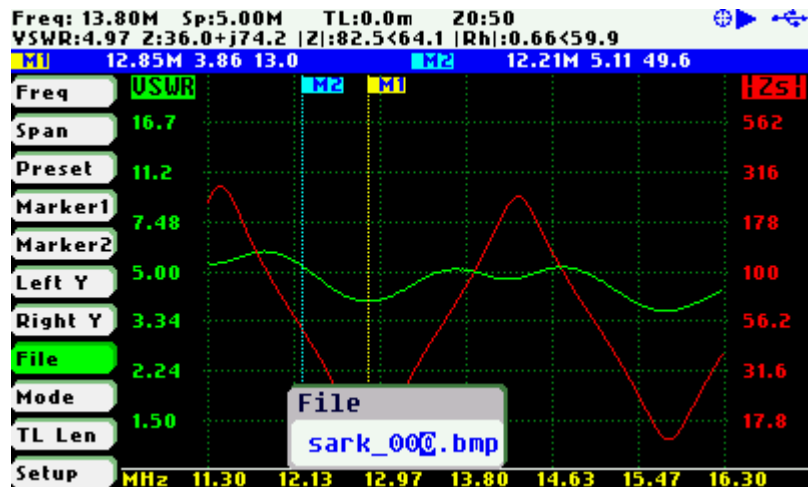 Freq: 13.80M Sp:5.00M TL:0.0m 20:50
VSWR:4.97 Z:36.0+j74.2 |Z|:82.5<64.1 |Rh|:0.66<59.9
M1 12.85M 3.86 13.0 M2 12.21M 5.11 49.6
Freq VSWR M2 M1 |Zs|
Span 16.7 562
Preset 11.2 316
Marker1
7.48 178
Marker2
Left Y 5.00 100
Right Y 3.34 56.2
File 2.24 31.6
Mode File
TL Len 1.50 17.8
sark_000.bmp
Setup MHz 11.30 12.13 12.97 13.80 14.63 15.47 16.30